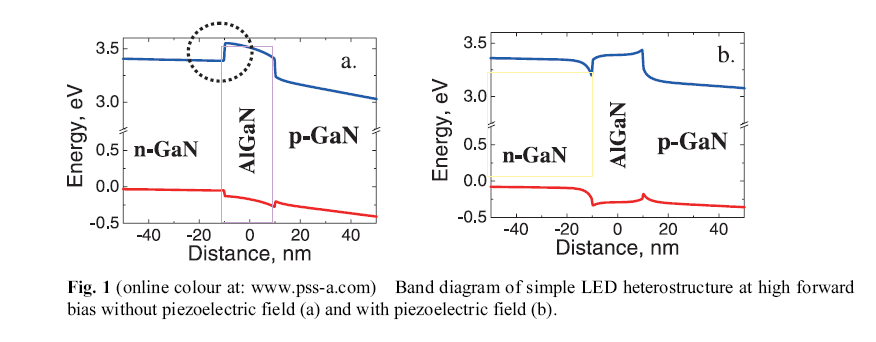 3.5
3.0
0.5
0.0
-0.5
Energy, eV
a.
n-GaN
AlGaN
p-GaN
-40 -20 0 20 40
Distance, nm
3.5
3.0
0.5
0.0
-0.5
Energy, eV
b.
n-GaN
AlGaN
p-GaN
-40 -20 0 20 40
Distance, nm
Fig. 1 (online colour at: www.pss-a.com) Band diagram of simple LED heterostructure at high forward
bias without piezoelectric field (a) and with piezoelectric field (b).